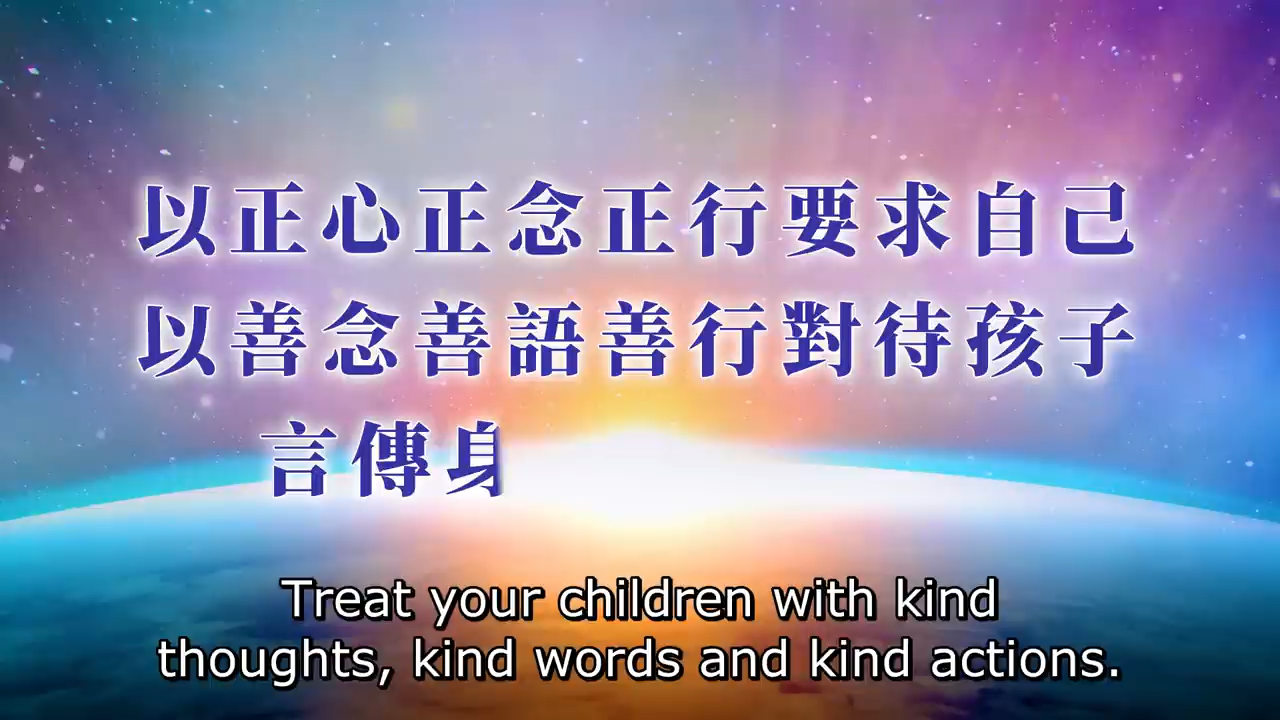 以正心正念正行要求自己
以善念善語善行對待孩子
言傳身
Treat your children with kind
thoughts, kind words and kind actions.